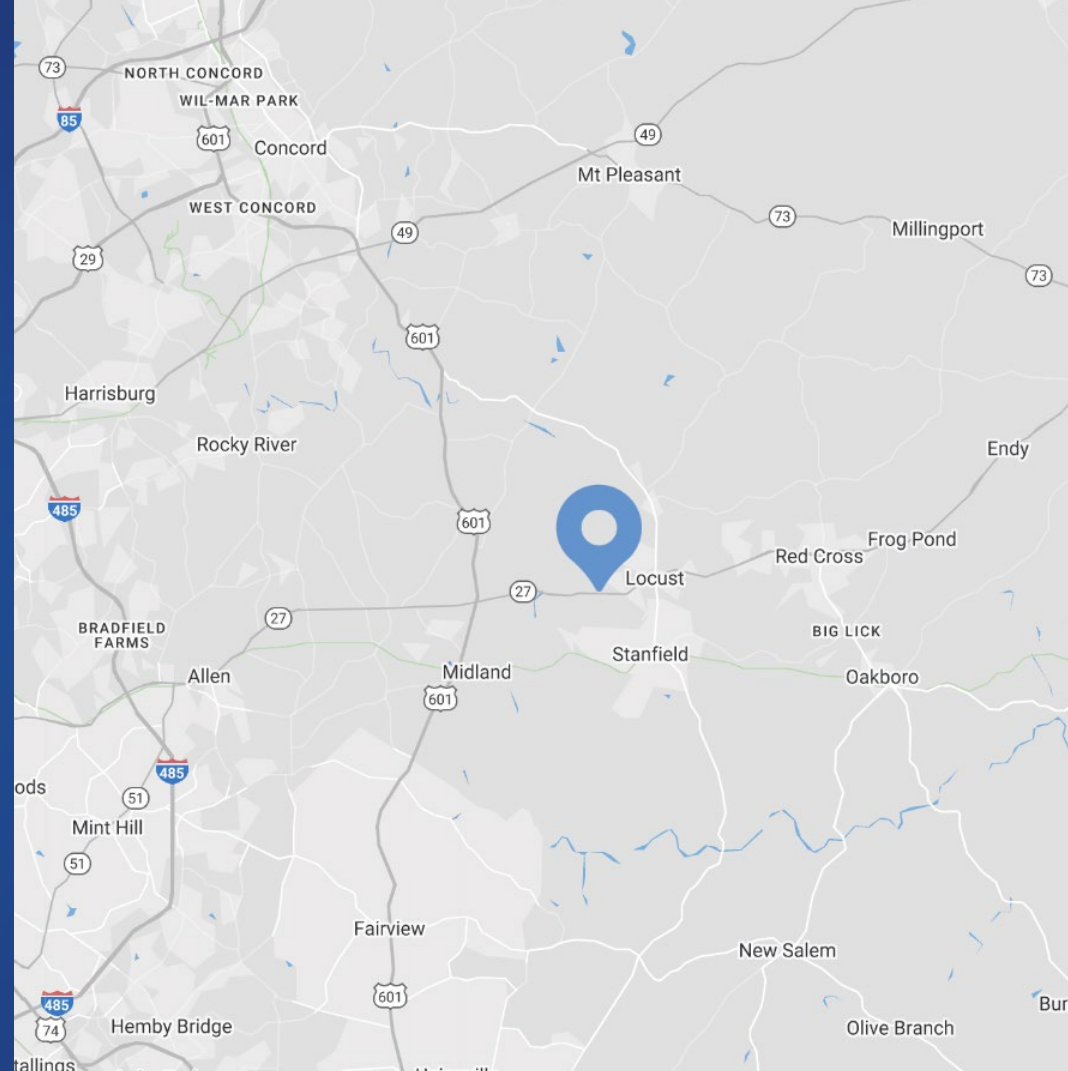 73
NORTH CONCORD
WIL-MAR PARK
85
601
Concord
49
Mt Pleasant
WEST CONCORD
73
Millingport
49
29
73
601
Harrisburg
Rocky River
Endy
485
601
Frog Pond
Red Cross
Locust
27
27
BRADFIELD
FARMS
BIG LICK
Stanfield
Allen
Midland
Oakboro
601
485
ods
51
Mint Hill
51
Fairview
New Salem
601
485
Bur
74
Hemby Bridge
Olive Branch
tallings